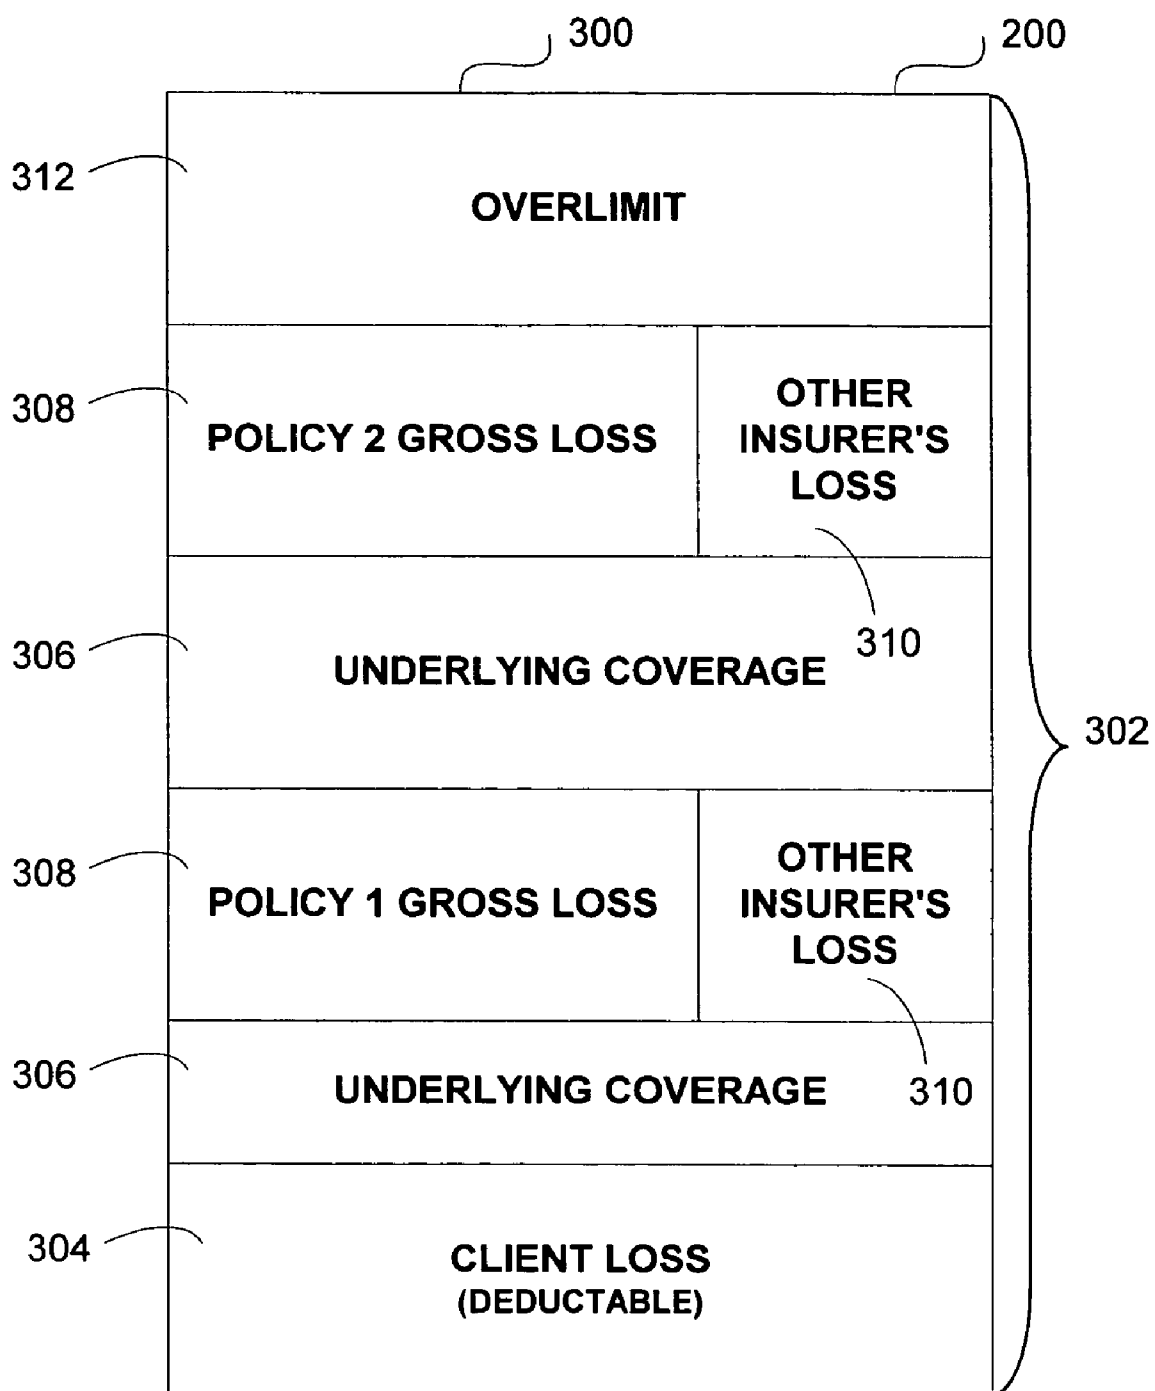 300
200
312
OVERLIMIT
308
POLICY 2 GROSS LOSS
OTHER
INSURER'S
LOSS
310
306
UNDERLYING COVERAGE
302
308
POLICY 1 GROSS LOSS
OTHER
INSURER'S
LOSS
306
UNDERLYING COVERAGE
310
304
CLIENT LOSS
(DEDUCTABLE)